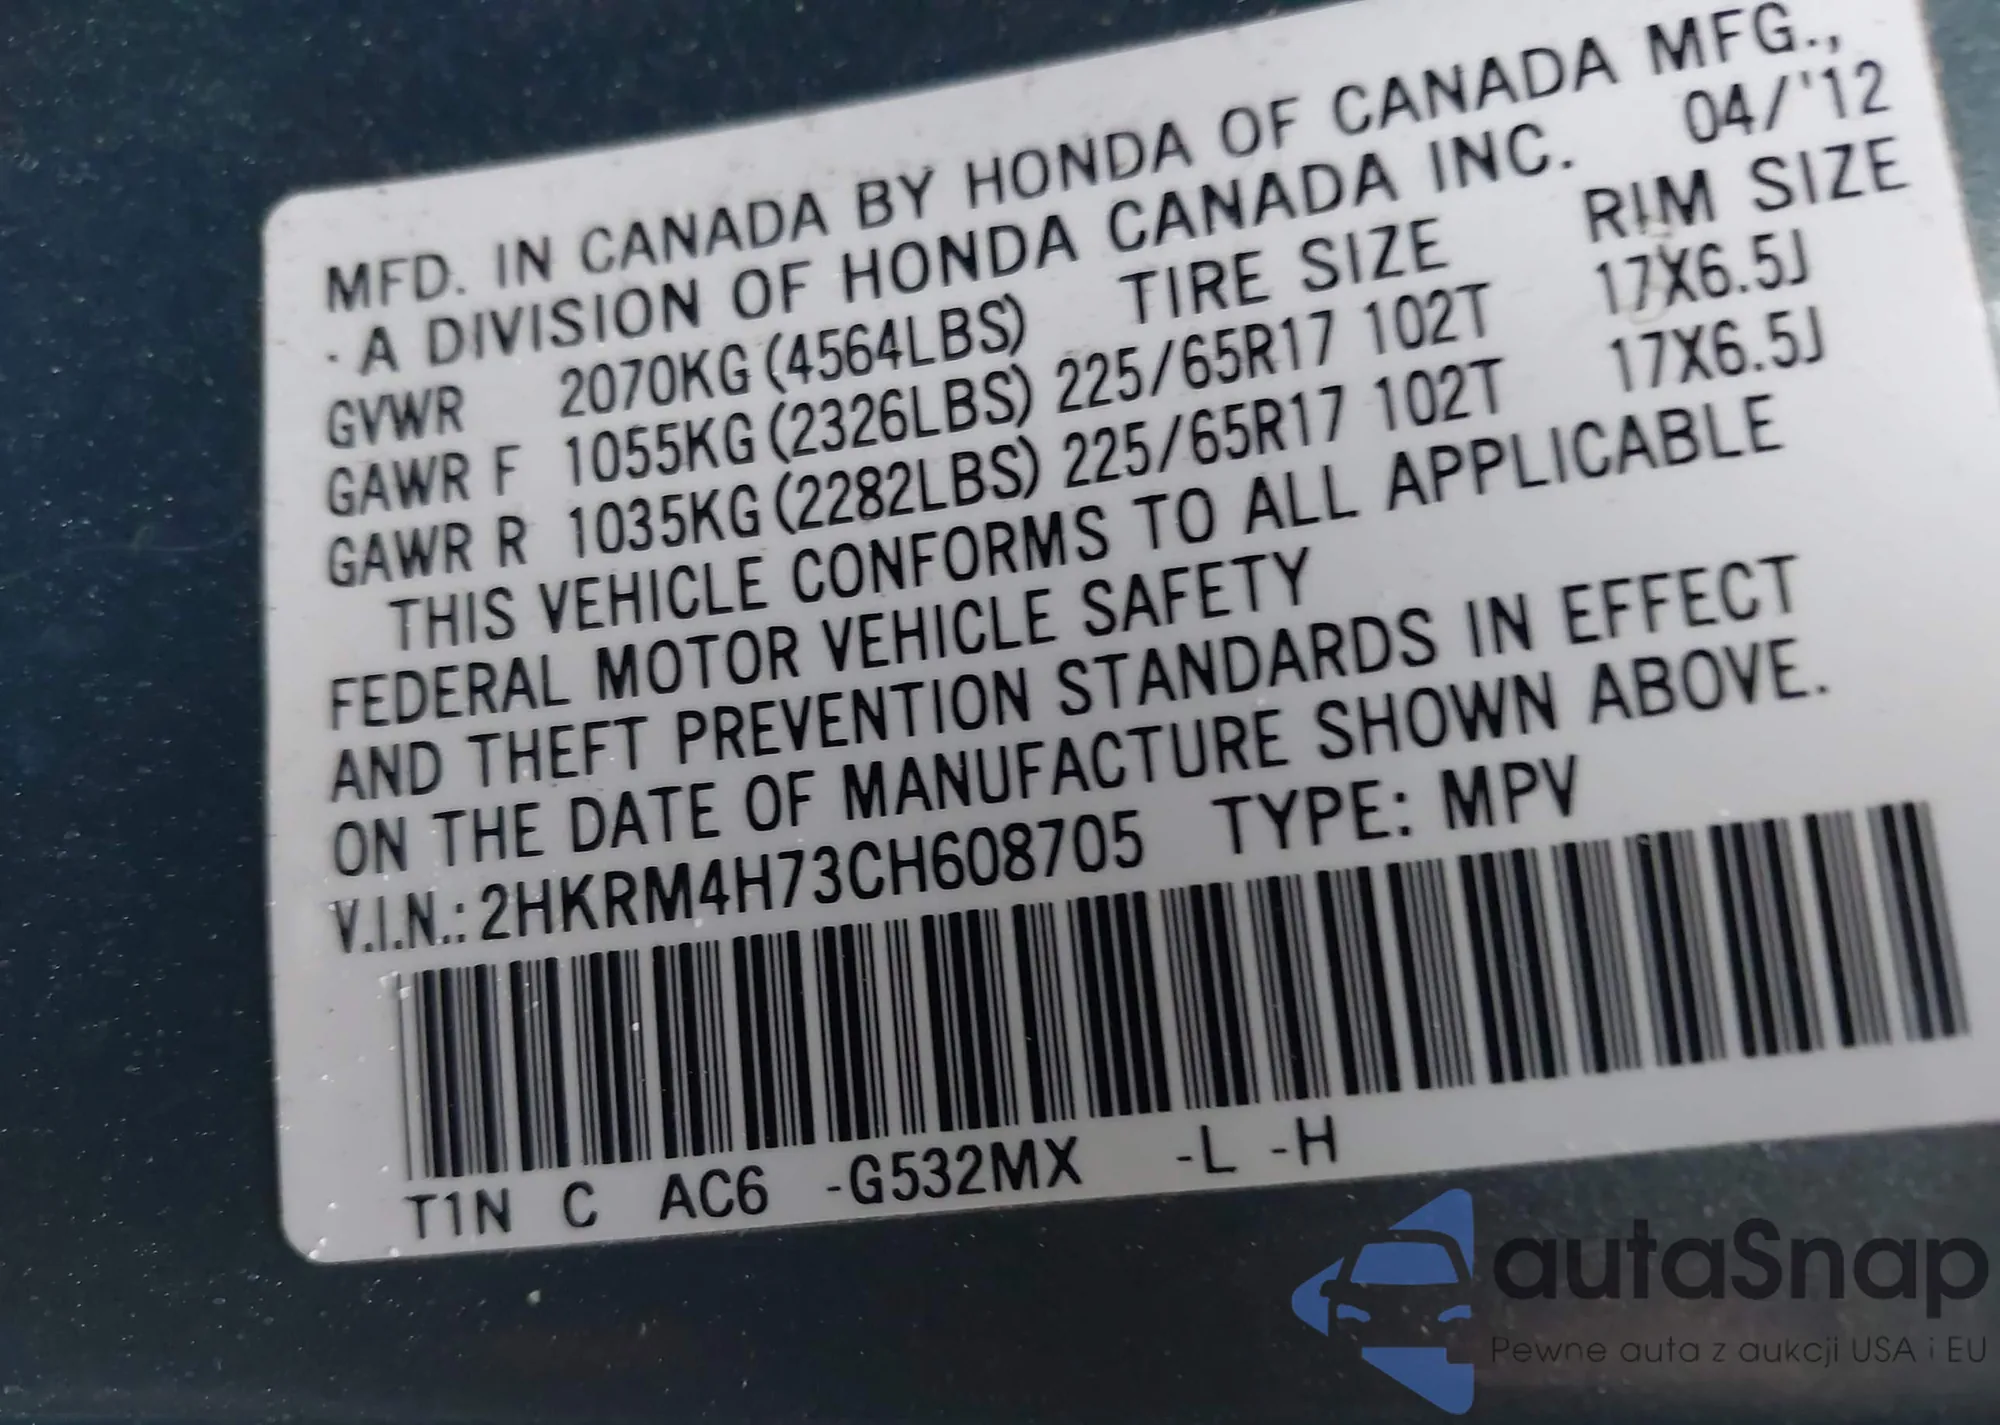 MFD. IN CANADA BY HONDA OF CANADA MFG.,
· A DIVISION OF HONDA CANADA INC. 04/'12
GVWR 2070KG (4564LBS) TIRE SIZE RIM SIZE
GAWR F 1055KG (2326LBS) 225/65R17 102T 17X6.5J
GAWR R 1035KG (2282LBS) 225/65R17 102T 17X6.5J
THIS VEHICLE CONFORMS TO ALL APPLICABLE
FEDERAL MOTOR VEHICLE SAFETY
AND THEFT PREVENTION STANDARDS IN EFFECT
ON THE DATE OF MANUFACTURE SHOWN ABOVE.
V.I.N.: 2HKRM4H73CH608705 TYPE: MPV
T1N C AC6 -G532MX -L -H
autaSnap
Pewne auta z aukcji USA i EU